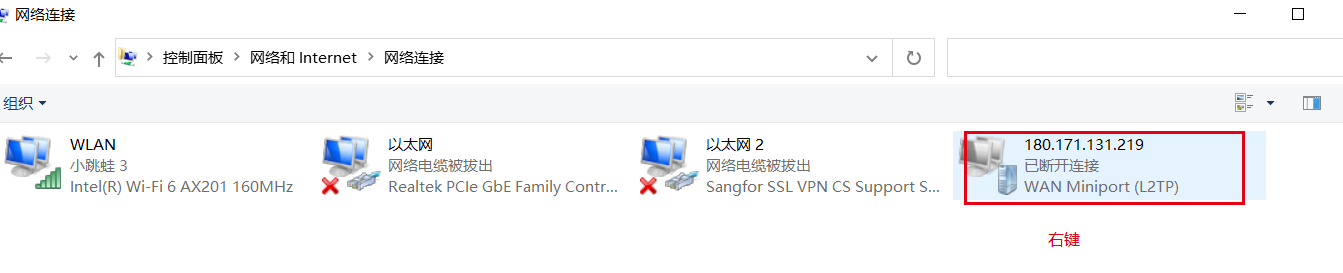 网络连接
控制面板 网络和 Internet 网络连接
组织
WLAN
小跳蛙 3
Intel(R) Wi-Fi 6 AX201 160MHz
以太网
网络电缆被拔出
Realtek PCIe GbE Family Contr...
以太网 2
网络电缆被拔出
Sangfor SSL VPN CS Support S...
180.171.131.219
已断开连接
WAN Miniport (L2TP)
右键